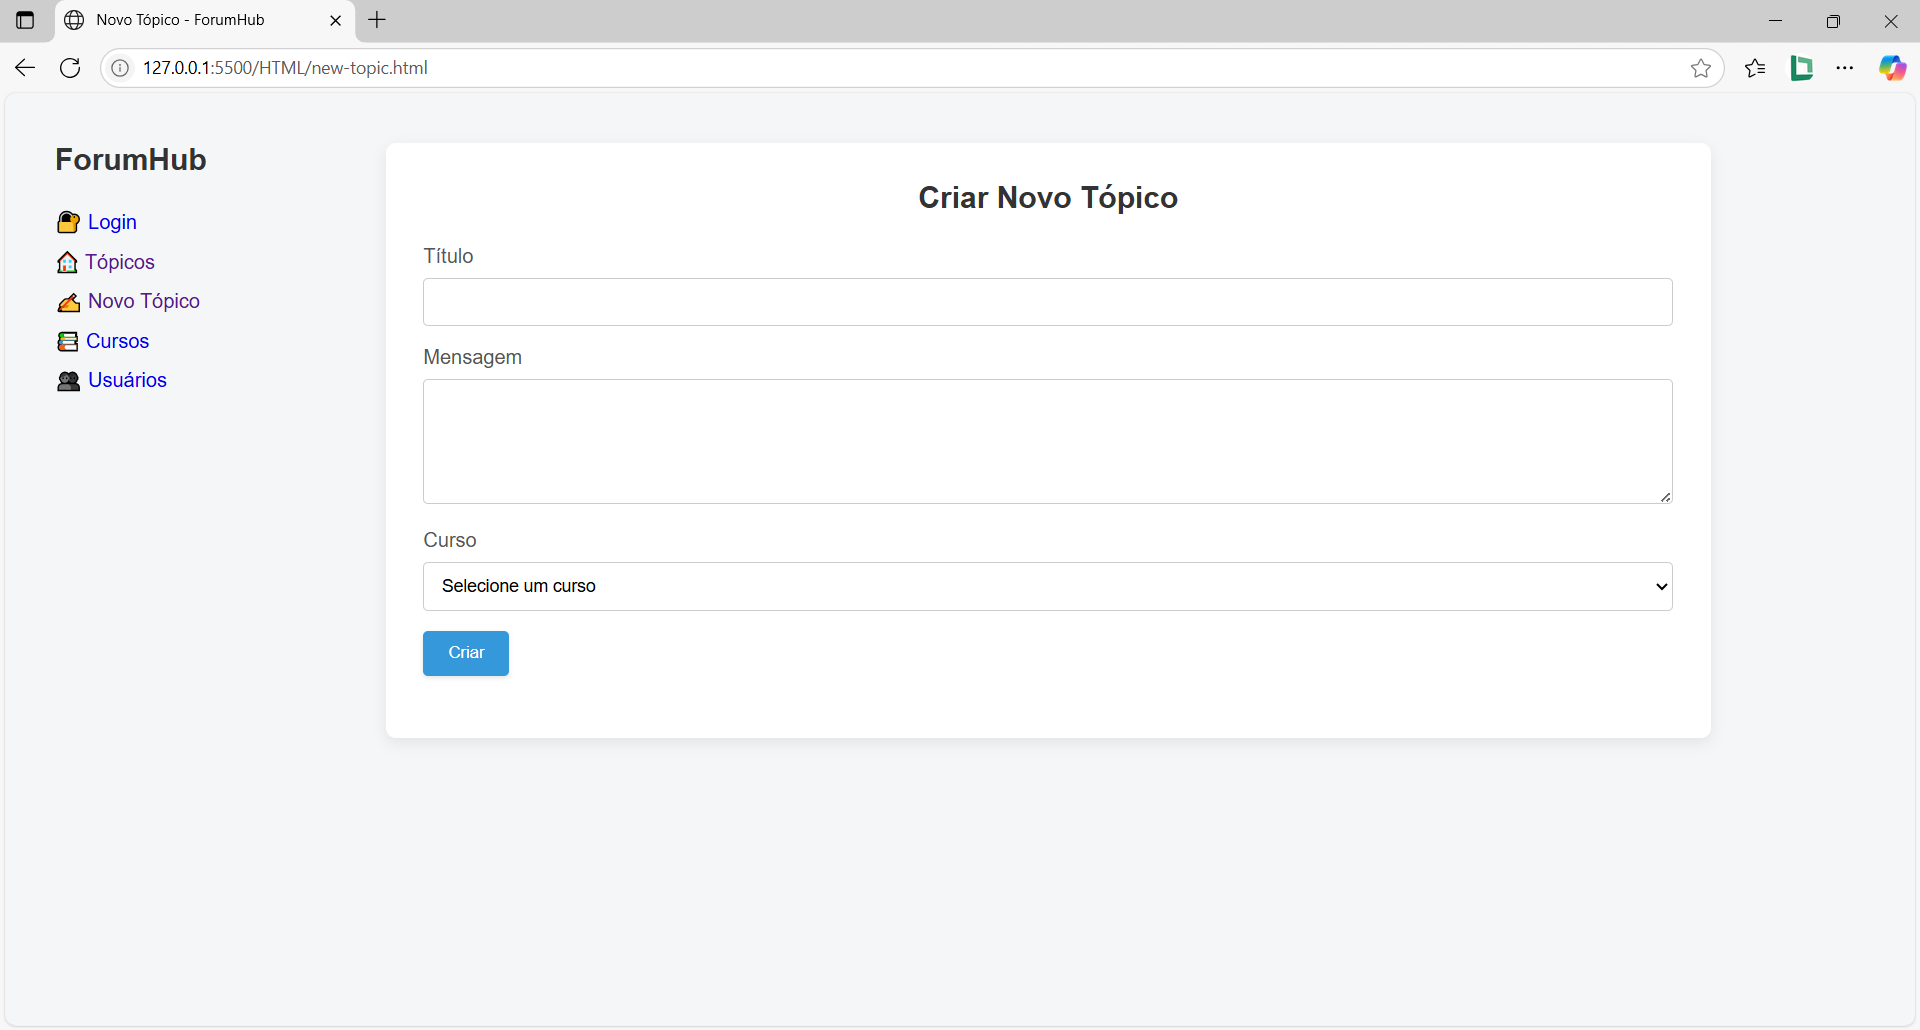 Novo Tópico - ForumHub
127.0.0.1:5500/HTML/new-topic.html
ForumHub
Login
Tópicos
Novo Tópico
Cursos
Usuários
Criar Novo Tópico
Título
Mensagem
Curso
Selecione um curso
Criar